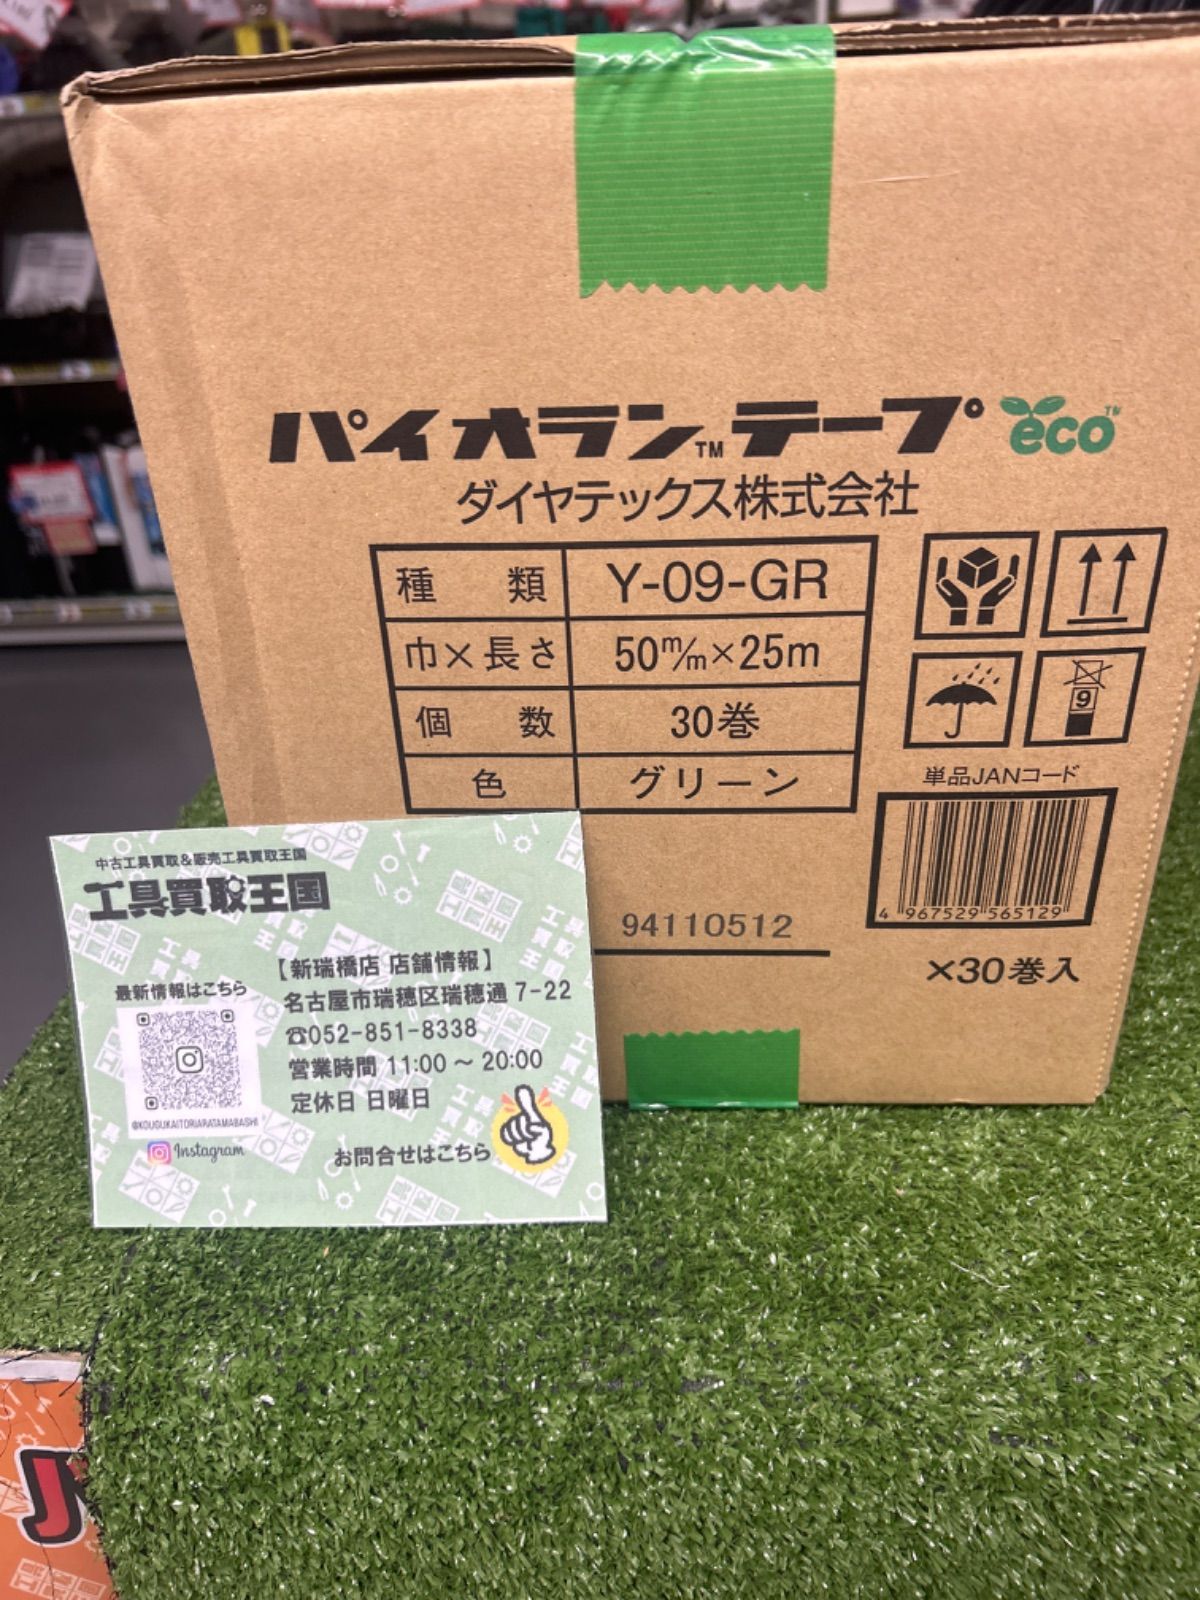 パイオラン™テープ eco™
ダイヤテックス株式会社
種類 Y-09-GR
巾×長さ 50m/m×25m
個数 30巻
色 グリーン
9
単品JANコード
4 967529 565129
94110512
×30巻入
中古工具買取&販売工具買取王国
工具買取王国
【新瑞橋店 店舗情報】
名古屋市瑞穂区瑞穂通 7-22
☎052-851-8338
営業時間 11:00 ～ 20:00
定休日 日曜日
お問合せはこちら
最新情報はこちら
@KOUGUKAITORIARATAMABASHI
Instagram